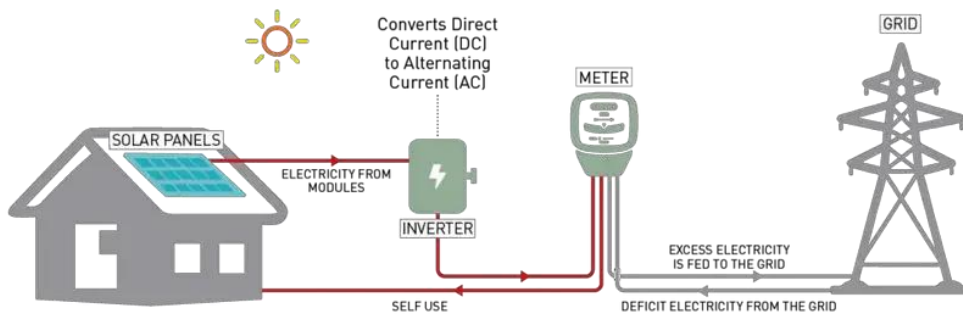 Converts Direct
Current (DC)
to Alternating
Current (AC)
GRID
METER
SOLAR PANELS
ELECTRICITY FROM
MODULES
INVERTER
EXCESS ELECTRICITY
IS FED TO THE GRID
SELF USE
DEFICIT ELECTRICITY FROM THE GRID